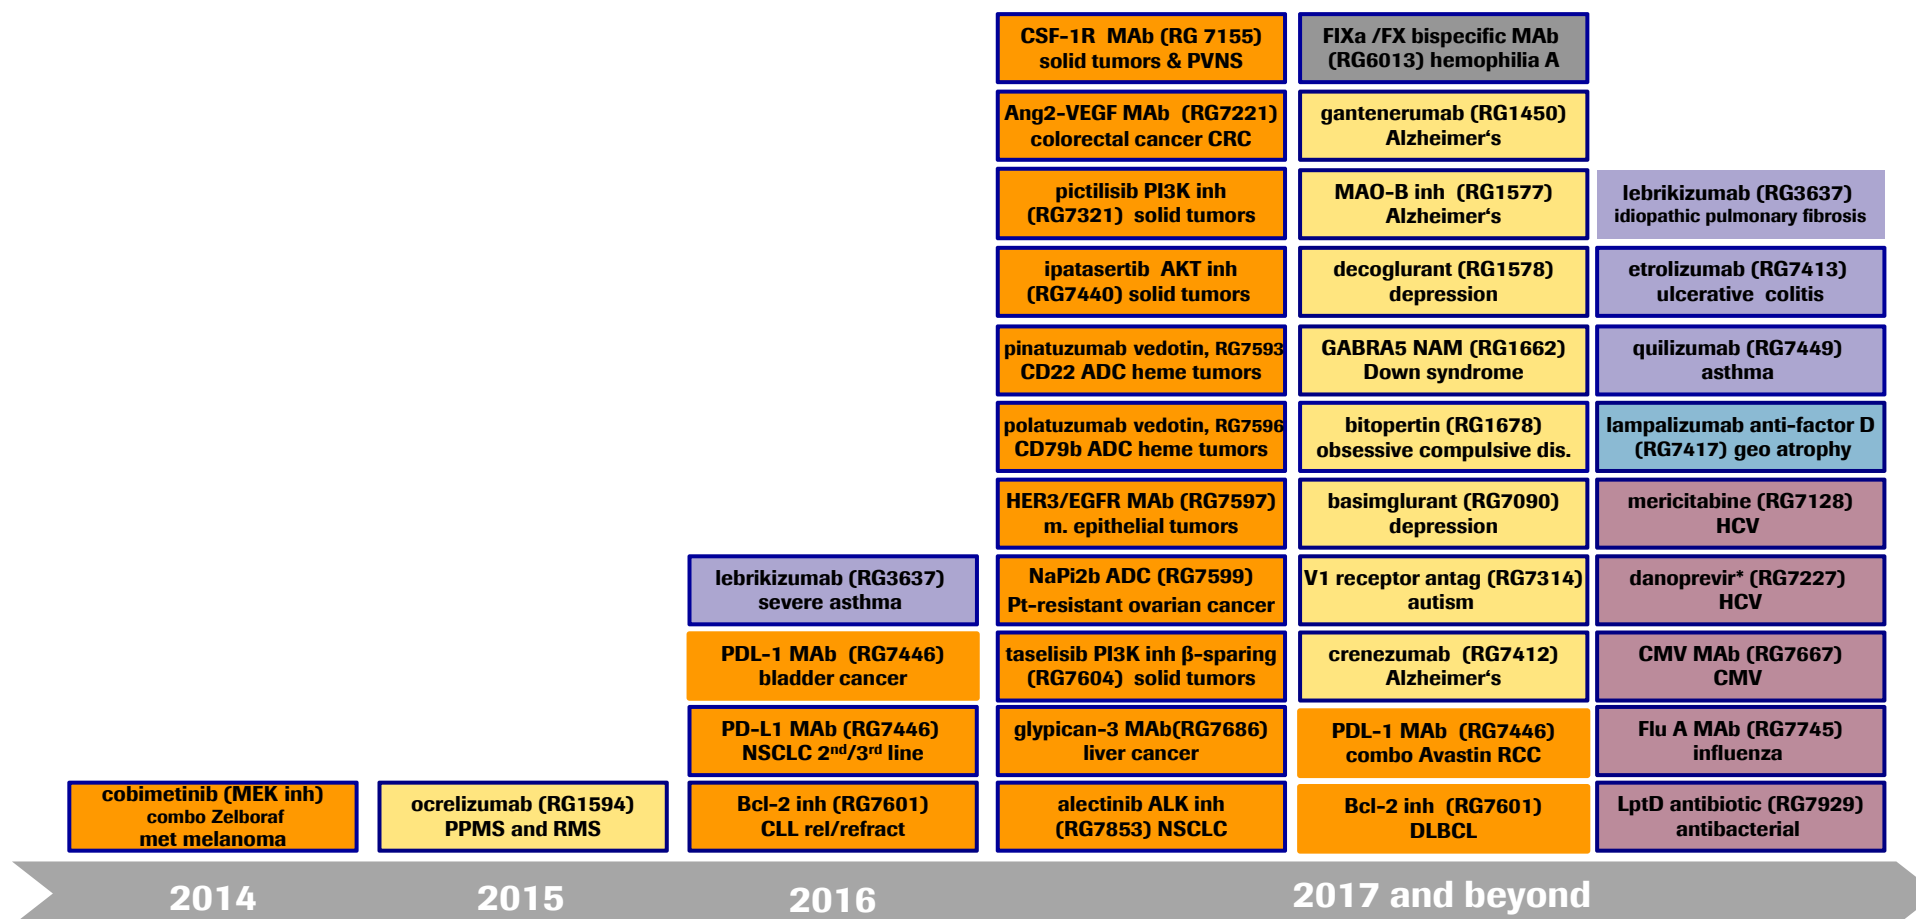 CSF-1R MAb (RG 7155)
solid tumors & PVNS
Ang2-VEGF MAb (RG7221)
colorectal cancer CRC
pictilisib PI3K inh
(RG7321) solid tumors
ipatasertib AKT inh
(RG7440) solid tumors
pinatuzumab vedotin, RG7593
CD22 ADC heme tumors
polatuzumab vedotin, RG7596
CD79b ADC heme tumors
HER3/EGFR MAb (RG7597)
m. epithelial tumors
NaPi2b ADC (RG7599)
Pt-resistant ovarian cancer
taselisib PI3K inh β-sparing
(RG7604) solid tumors
glypican-3 MAb(RG7686)
liver cancer
alectinib ALK inh
(RG7853) NSCLC
FIXa /FX bispecific MAb
(RG6013) hemophilia A
gantenerumab (RG1450)
Alzheimer‘s
MAO-B inh (RG1577)
Alzheimer‘s
decoglurant (RG1578)
depression
GABRA5 NAM (RG1662)
Down syndrome
bitopertin (RG1678)
obsessive compulsive dis.
basimglurant (RG7090)
depression
V1 receptor antag (RG7314)
autism
crenezumab (RG7412)
Alzheimer's
PDL-1 MAb (RG7446)
combo Avastin RCC
Bcl-2 inh (RG7601)
DLBCL
lebrikizumab (RG3637)
idiopathic pulmonary fibrosis
etrolizumab (RG7413)
ulcerative colitis
quilizumab (RG7449)
asthma
lampalizumab anti-factor D
(RG7417) geo atrophy
mericitabine (RG7128)
HCV
danoprevir* (RG7227)
HCV
CMV MAb (RG7667)
CMV
Flu A MAb (RG7745)
influenza
LptD antibiotic (RG7929)
antibacterial
lebrikizumab (RG3637)
severe asthma
PDL-1 MAb (RG7446)
bladder cancer
PD-L1 MAb (RG7446)
NSCLC 2nd/3rd line
Bcl-2 inh (RG7601)
CLL rel/refract
ocrelizumab (RG1594)
PPMS and RMS
cobimetinib (MEK inh)
combo Zelboraf
met melanoma
2014
2015
2016
2017 and beyond